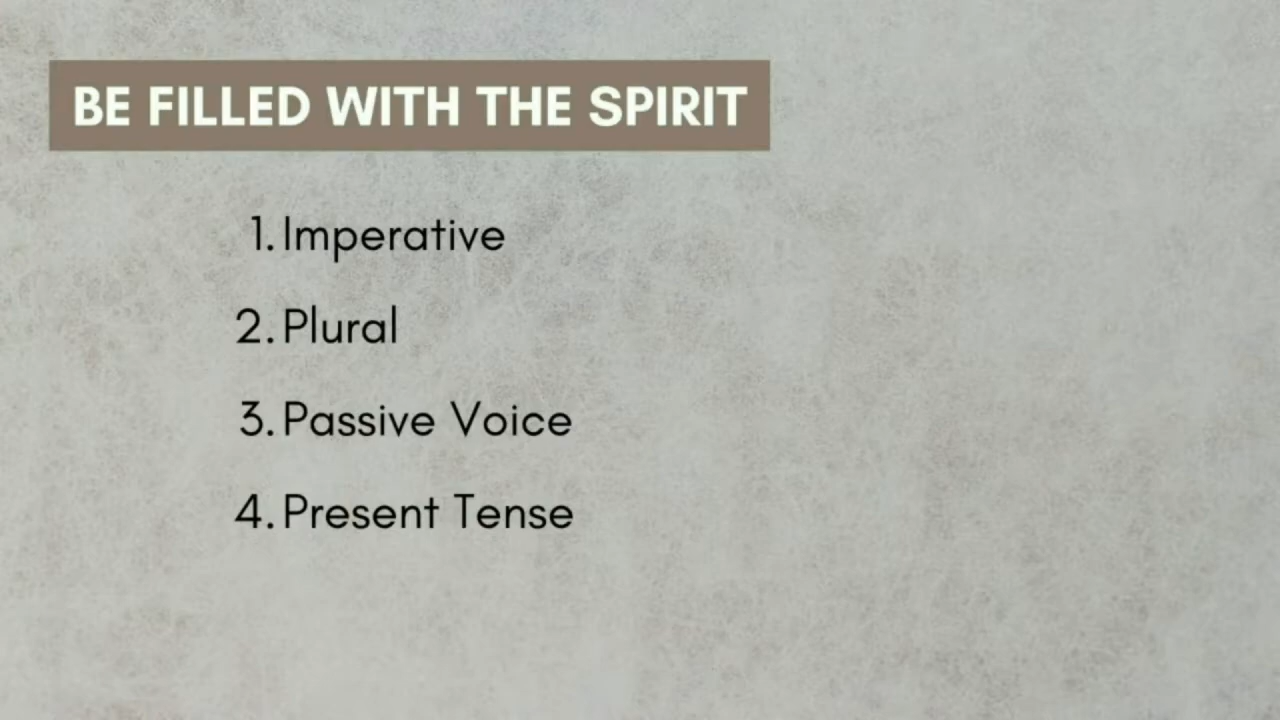 BE FILLED WITH THE SPIRIT
1. Imperative
2. Plural
3. Passive Voice
4. Present Tense